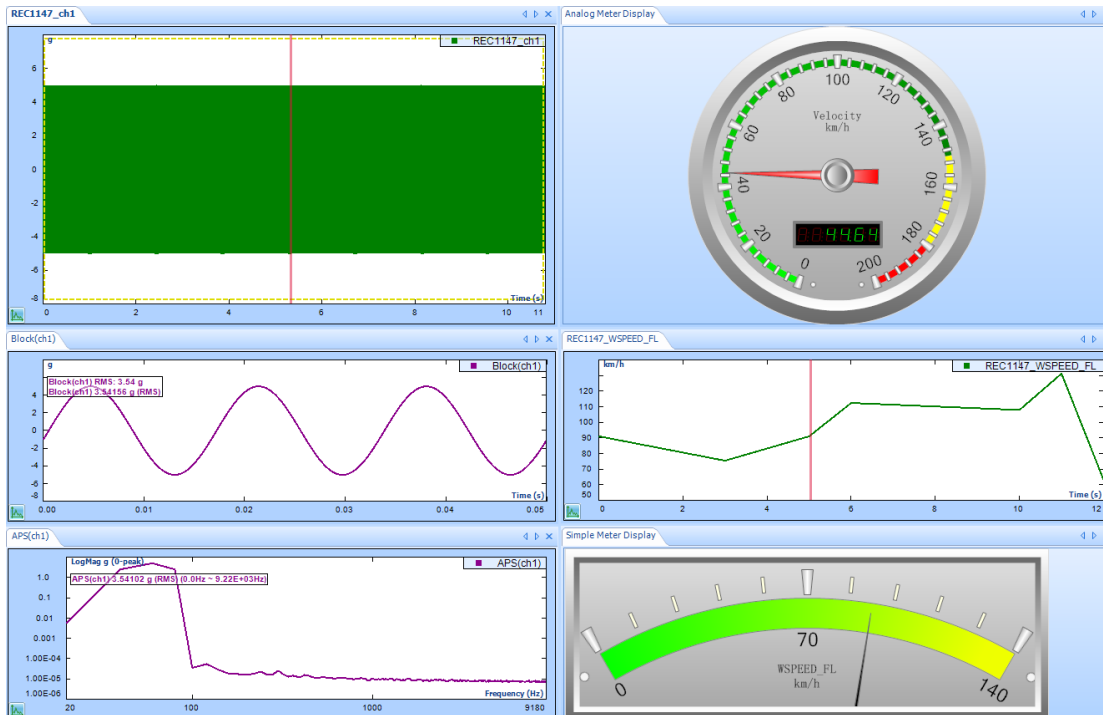 REC1147_ch1
g
REC1147_ch1
6
4
2
0
-2
-4
-6
-8
Time (s)
0 2 4 6 8 10 11
Analog Meter Display
Velocity
km/h
0 20 40 60 80 100 120 140 160 180 200
44.64
Block(ch1)
g
Block(ch1)
Block(ch1) RMS: 3.54 g
Block(ch1) 3.54156 g (RMS)
4
2
0
-2
-4
-6
-8
Time (s)
0.00 0.01 0.02 0.03 0.04 0.05
REC1147_WSPEED_FL
km/h
REC1147_WSPEED_FL
120
110
100
90
80
70
60
50
Time (s)
0 2 4 6 8 10 12
APS(ch1)
LogMag g (0-peak)
APS(ch1)
APS(ch1) 3.54102 g (RMS) (0.0Hz ~ 9.22E+03Hz)
1.0
0.1
0.01
0.001
1.00E-04
1.00E-05
1.00E-06
Frequency (Hz)
20 100 1000 9180
Simple Meter Display
0 70 140
WSPEED_FL
km/h